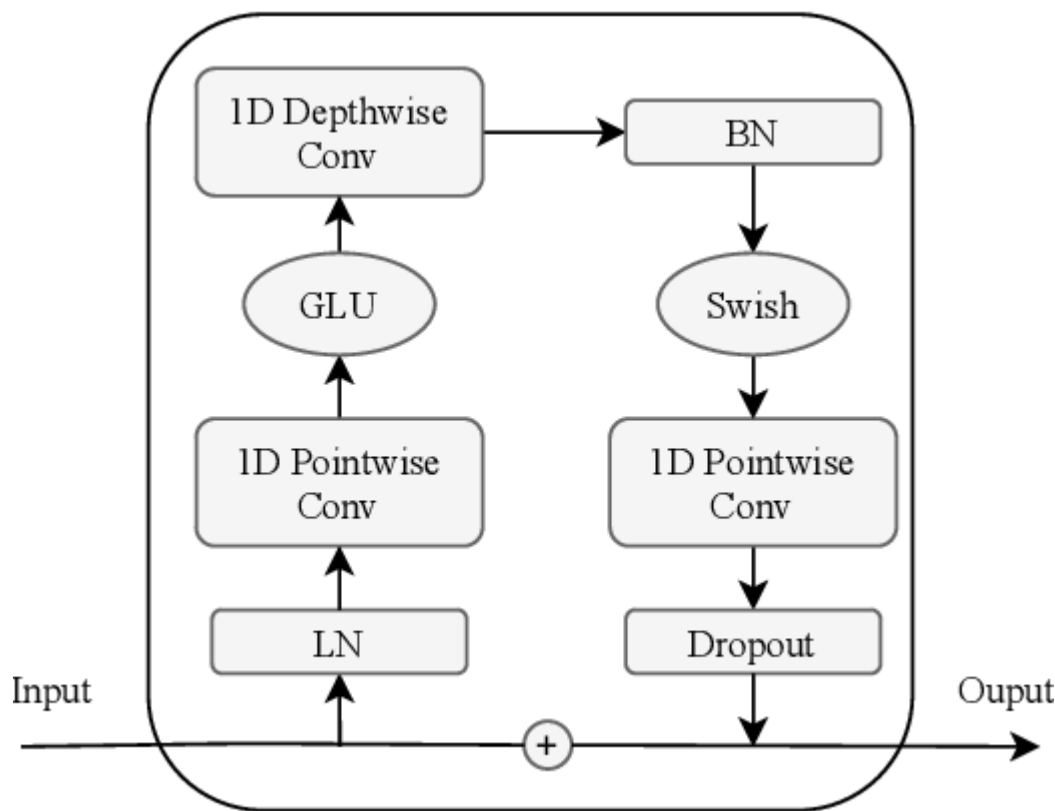 1D Depthwise
Conv
BN
GLU
Swish
1D Pointwise
Conv
1D Pointwise
Conv
LN
Dropout
Input
Ouput
+